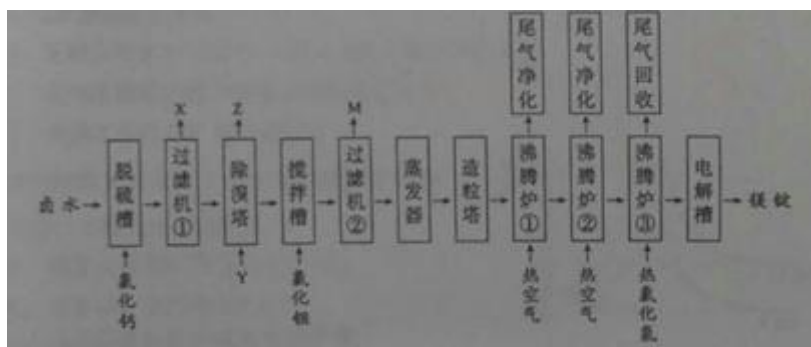 尾气净化
尾气净化
尾气回收
X
Z
M
卤水
脱硫槽
过滤机①
除溴塔
搅拌槽
过滤机②
蒸发器
造粒塔
沸腾炉①
沸腾炉②
沸腾炉③
电解槽
镁锭
氯化钙
Y
氯化钡
热空气
热空气
热氯化氢